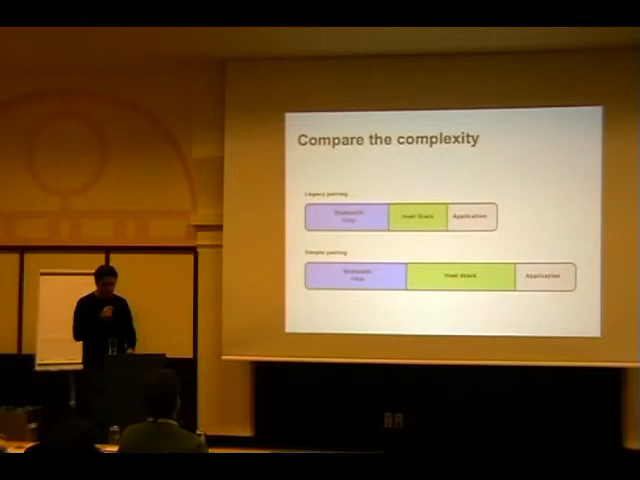 Compare the complexity
Legacy pairing
Bluetooth
Chip
Host Stack
Application
Simple pairing
Bluetooth
Chip
Host Stack
Application